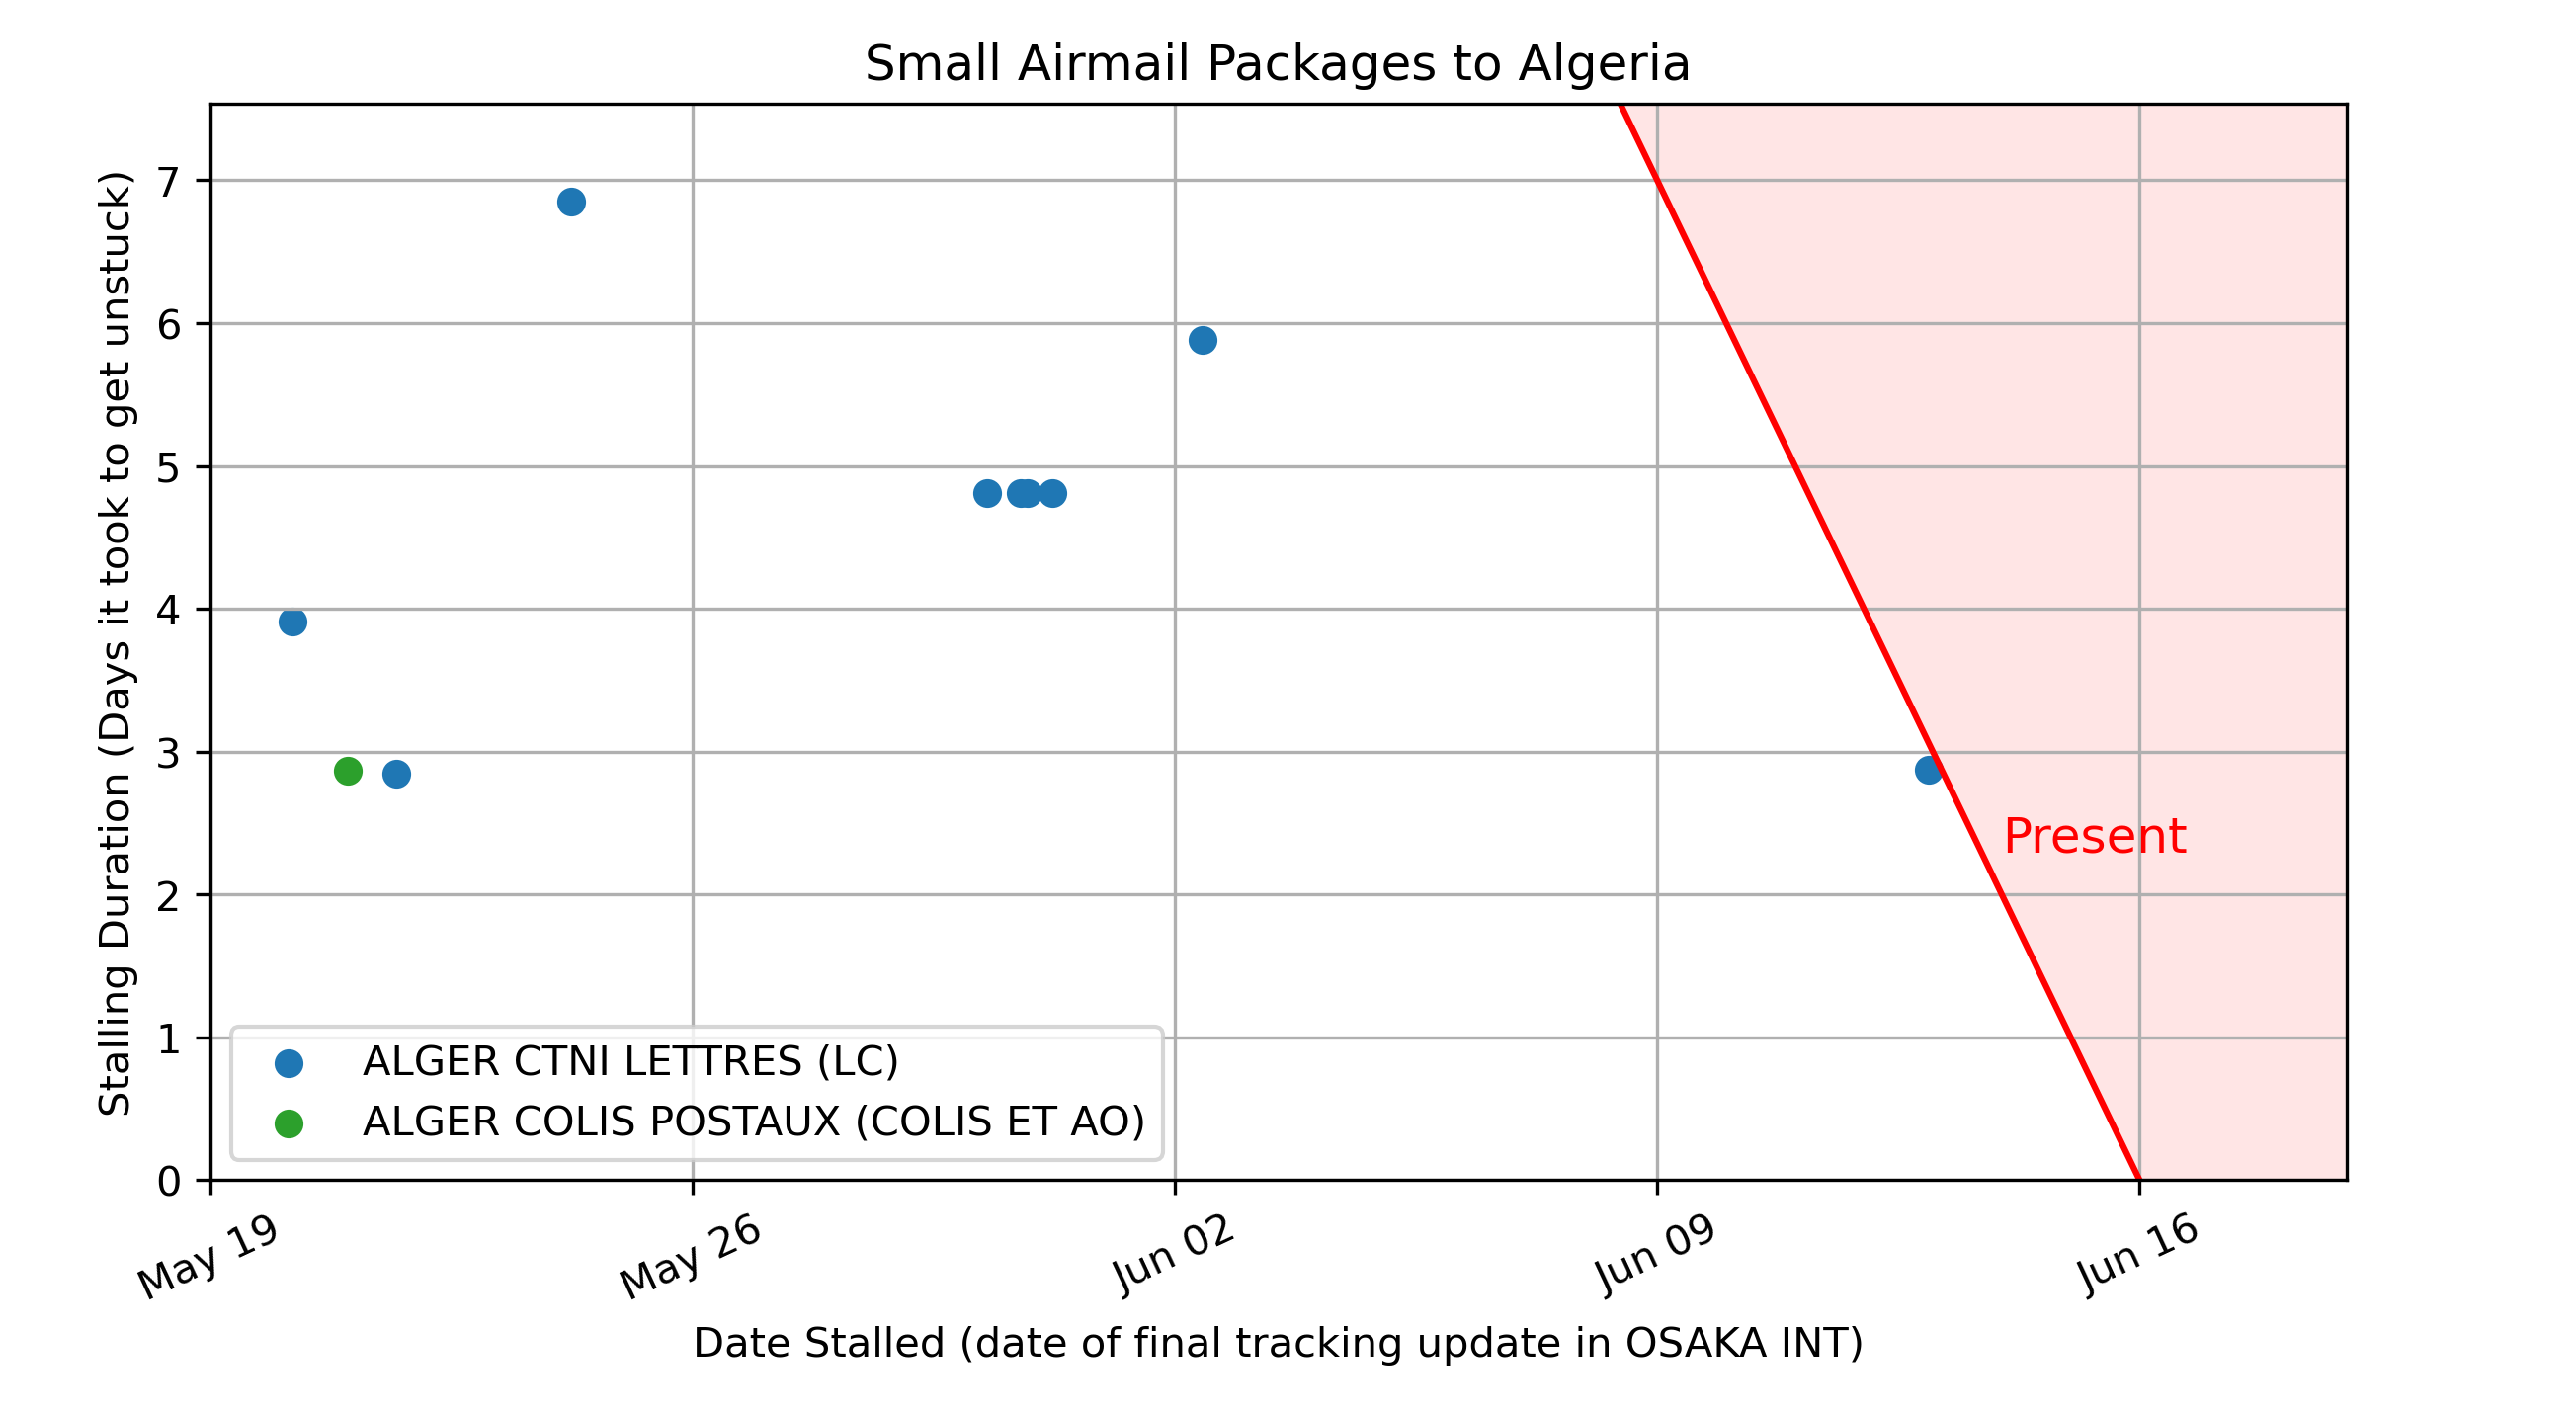 Small Airmail Packages to Algeria
Stalling Duration (Days it took to get unstuck)
7
6
5
4
3
2
1
0
Present
ALGER CTNI LETTRES (LC)
ALGER COLIS POSTAUX (COLIS ET AO)
May 19
May 26
Jun 02
Jun 09
Jun 16
Date Stalled (date of final tracking update in OSAKA INT)